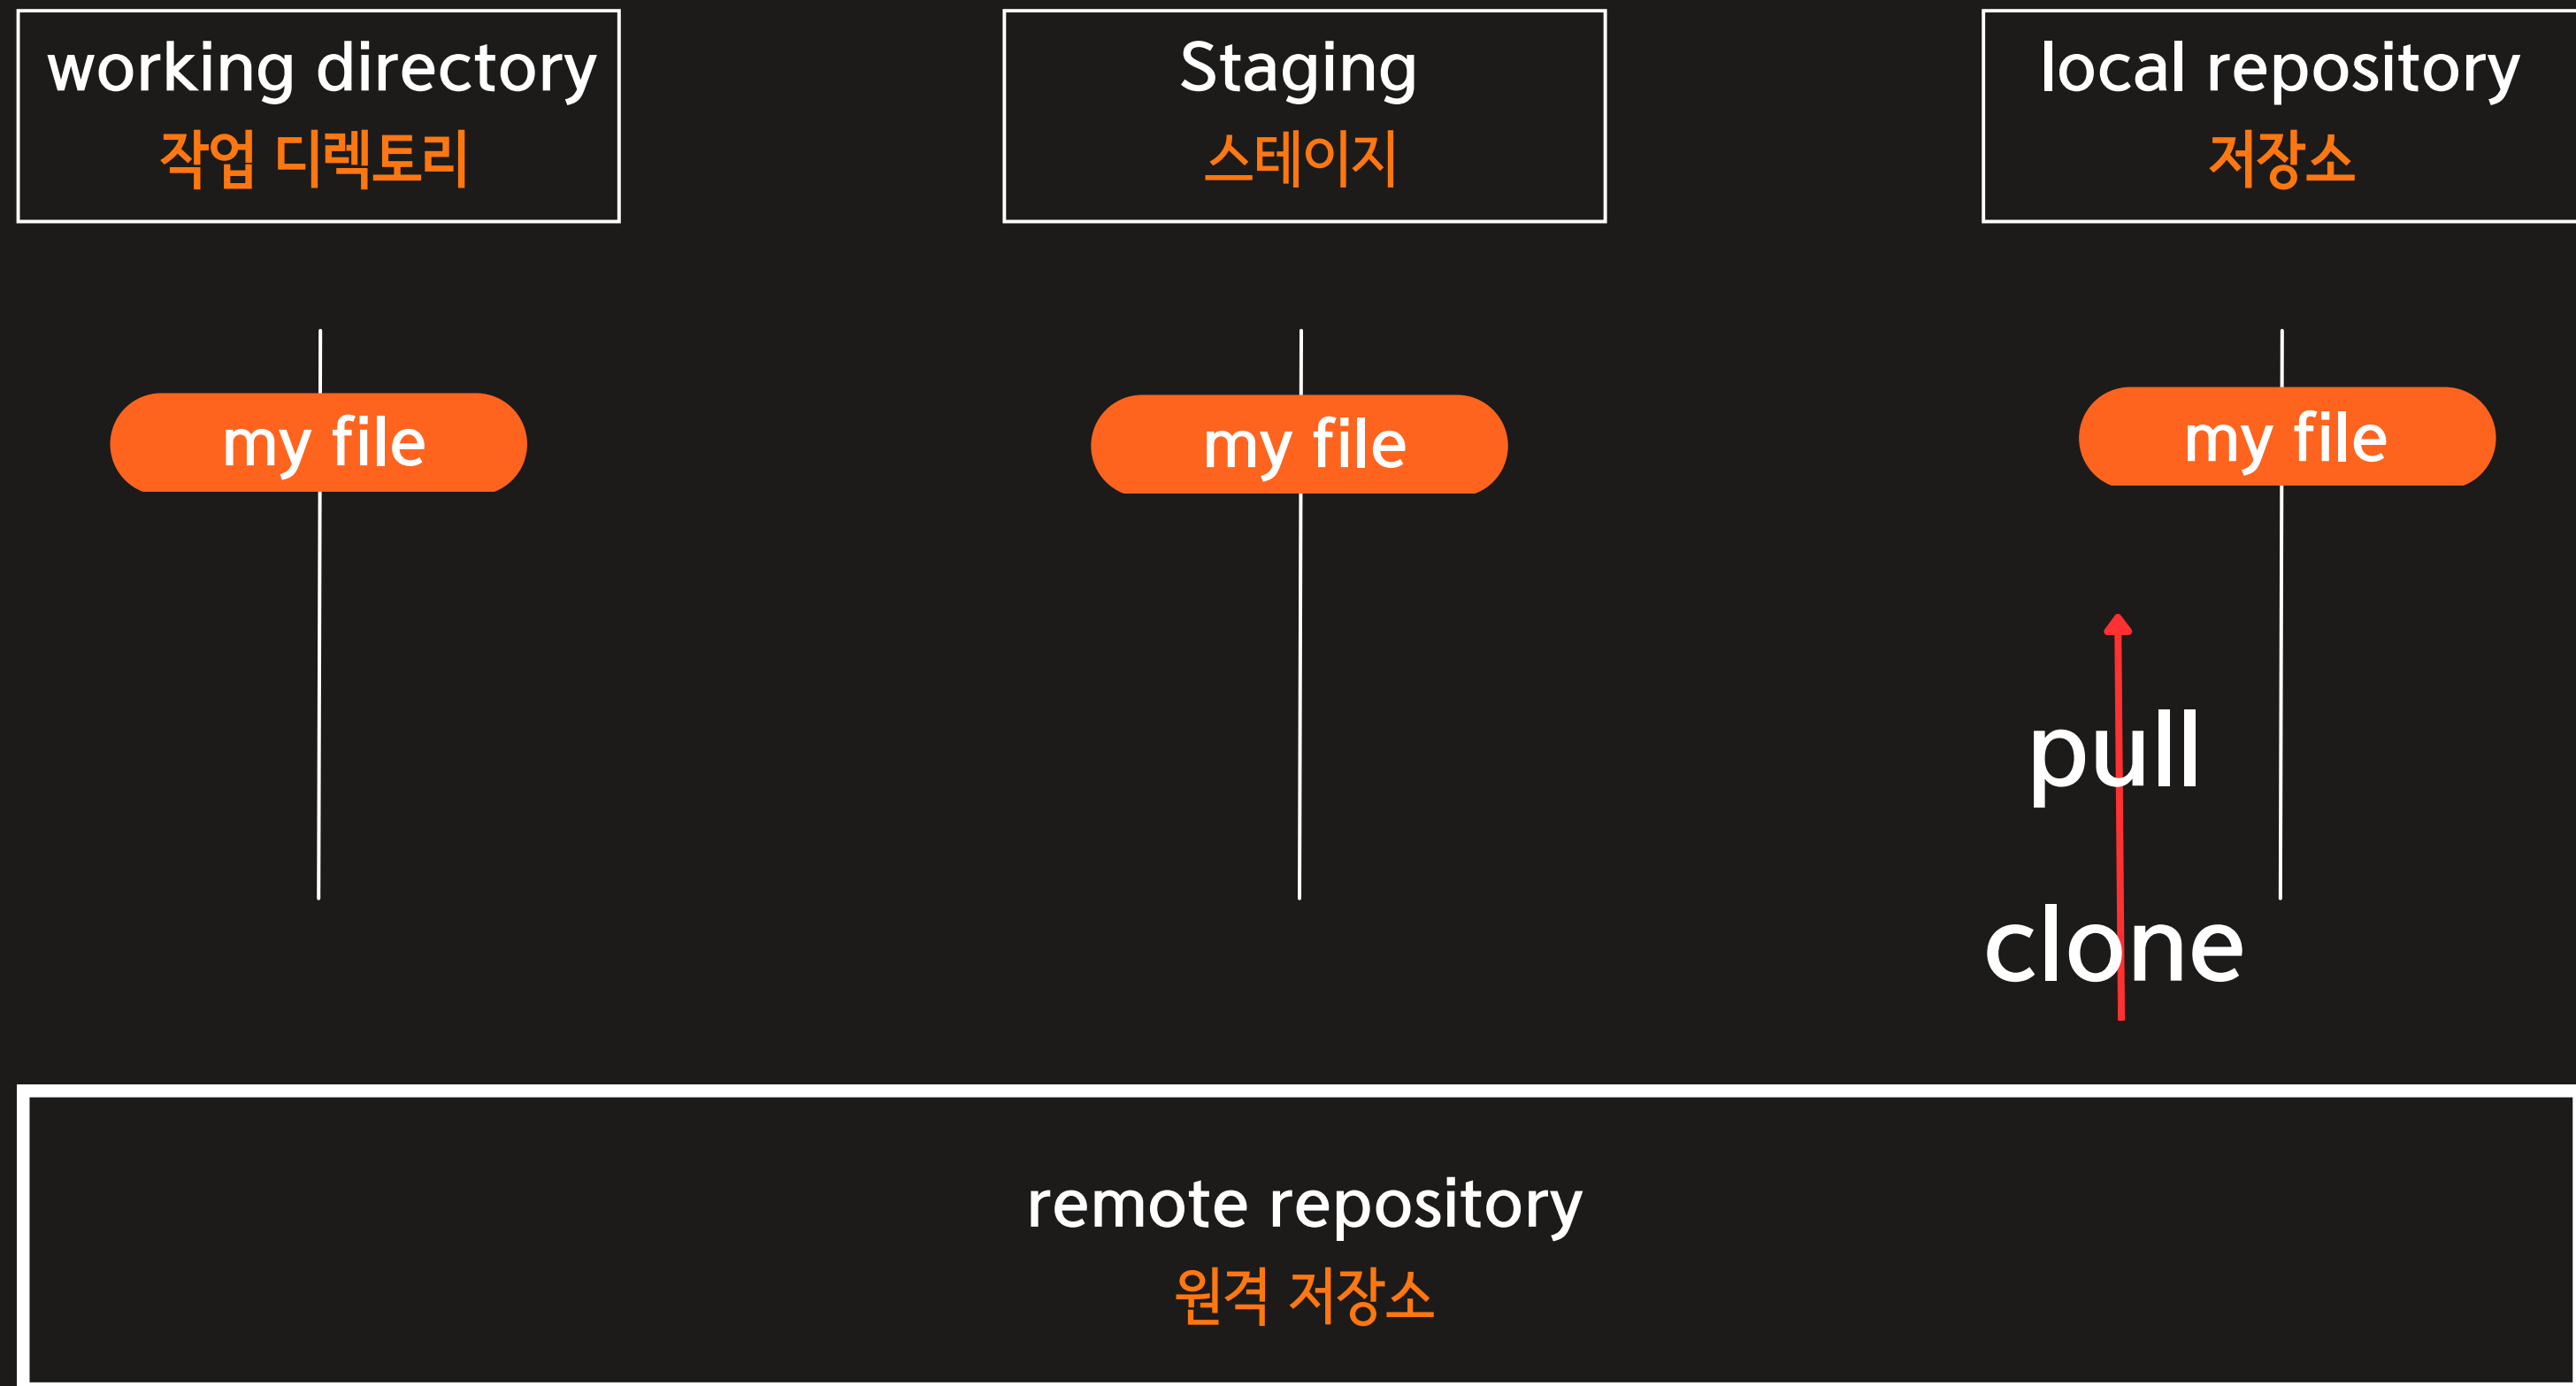 working directory
작업 디렉토리
Staging
스테이지
local repository
저장소
my file
my file
my file
pull
clone
remote repository
원격 저장소